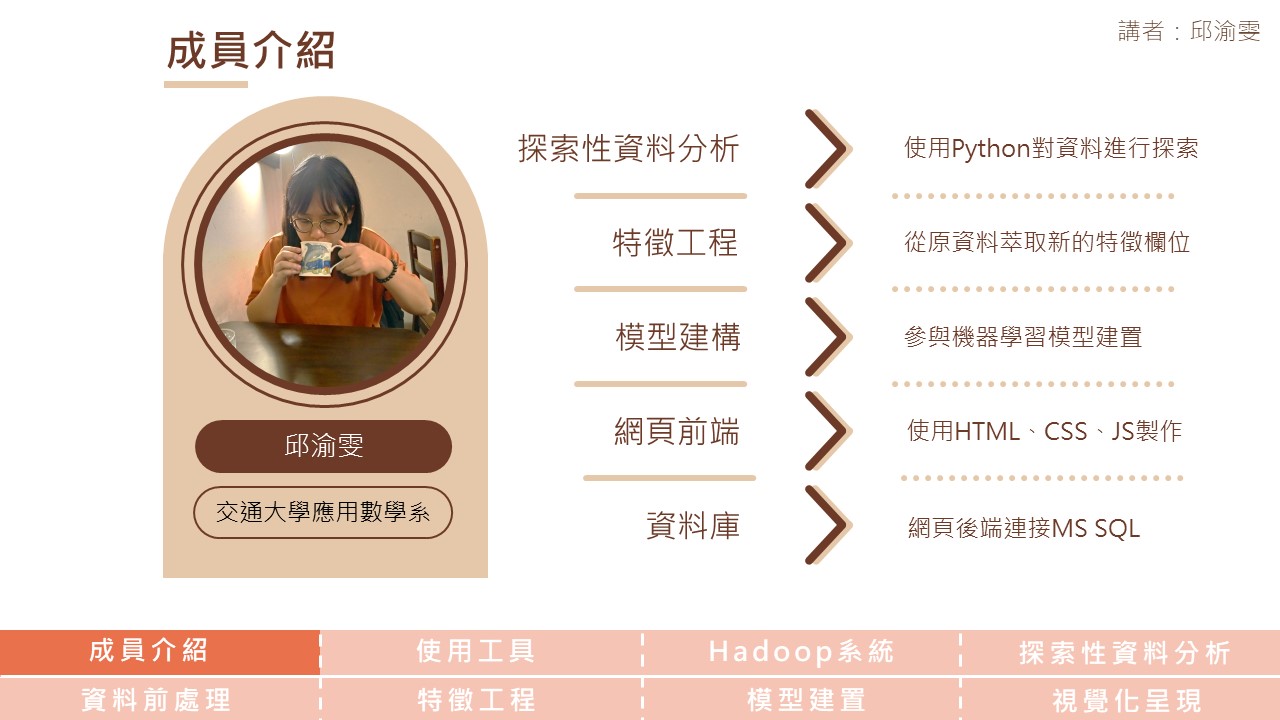 成員介紹
講者：邱渝雯
探索性資料分析
使用Python對資料進行探索
特徵工程
從原資料萃取新的特徵欄位
模型建構
參與機器學習模型建置
網頁前端
使用HTML、CSS、JS製作
資料庫
網頁後端連接MS SQL
邱渝雯
交通大學應用數學系
成員介紹
使用工具
Hadoop系統
探索性資料分析
資料前處理
特徵工程
模型建置
視覺化呈現